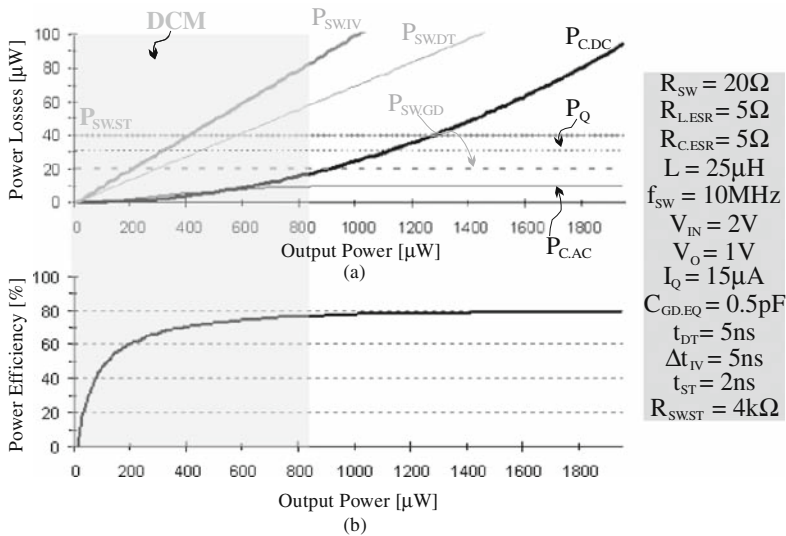 DCM
P_SW.IV
P_SW.DT
P_C.DC
P_SW.ST
P_SW.GD
P_Q
P_C.AC
Power Losses [µW]
100
80
60
40
20
0
0 200 400 600 800 1000 1200 1400 1600 1800
Output Power [µW]
(a)
Power Efficiency [%]
100
80
60
40
20
0
0 200 400 600 800 1000 1200 1400 1600 1800
Output Power [µW]
(b)
R_SW = 20Ω
R_L.ESR = 5Ω
R_C.ESR = 5Ω
L = 25µH
f_SW = 10MHz
V_IN = 2V
V_O = 1V
I_Q = 15µA
C_GD.EQ = 0.5pF
t_DT = 5ns
Δt_IV = 5ns
t_ST = 2ns
R_SW.ST = 4kΩ